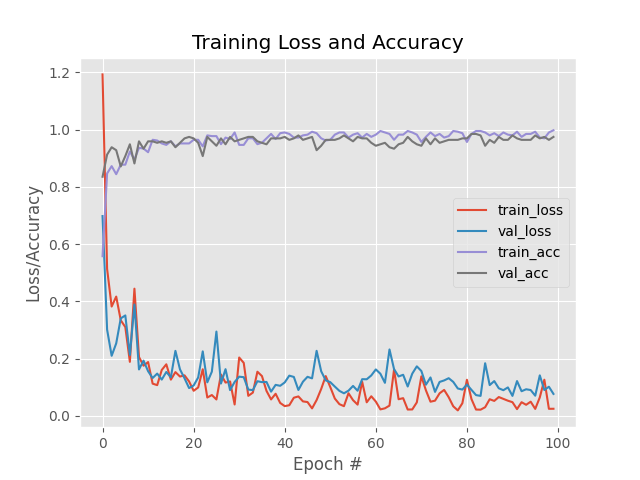 Training Loss and Accuracy
1.2
1.0
0.8
0.6
0.4
0.2
0.0
Loss/Accuracy
train_loss
val_loss
train_acc
val_acc
0 20 40 60 80 100
Epoch #